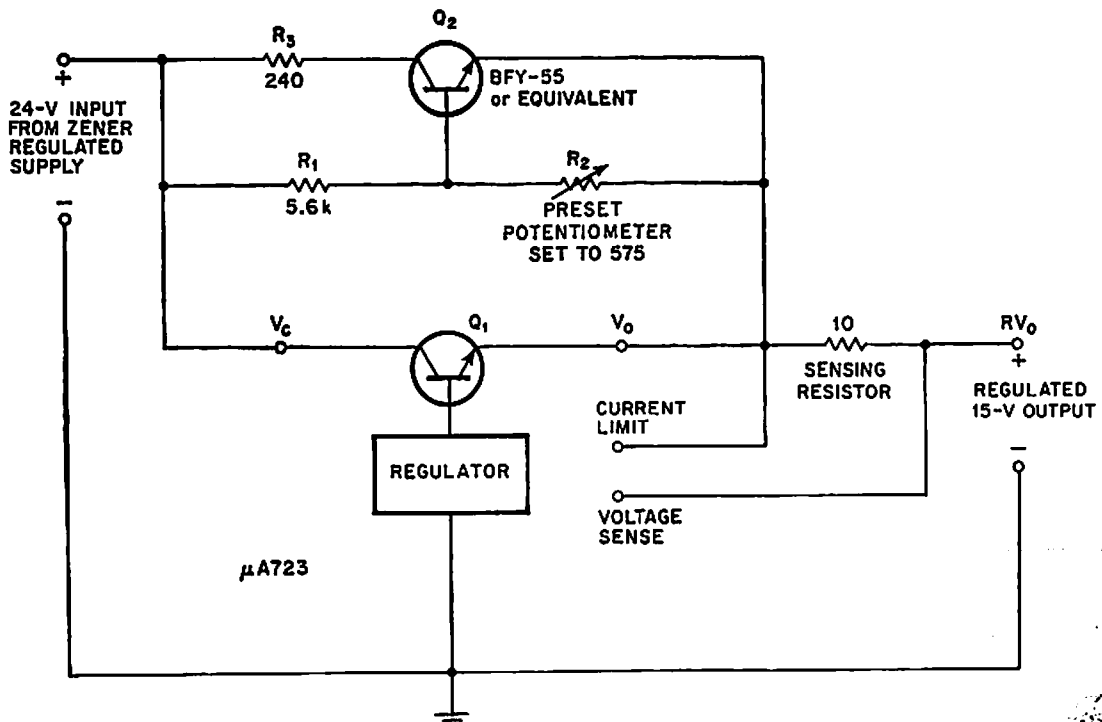 Q2
R3
240
BFY-55
or EQUIVALENT
+
24-V INPUT
FROM ZENER
REGULATED
SUPPLY
−
R1
5.6k
R2
PRESET
POTENTIOMETER
SET TO 575
VC
Q1
VO
10
SENSING
RESISTOR
RVO
+
REGULATED
15-V OUTPUT
−
CURRENT
LIMIT
REGULATOR
VOLTAGE
SENSE
μA723